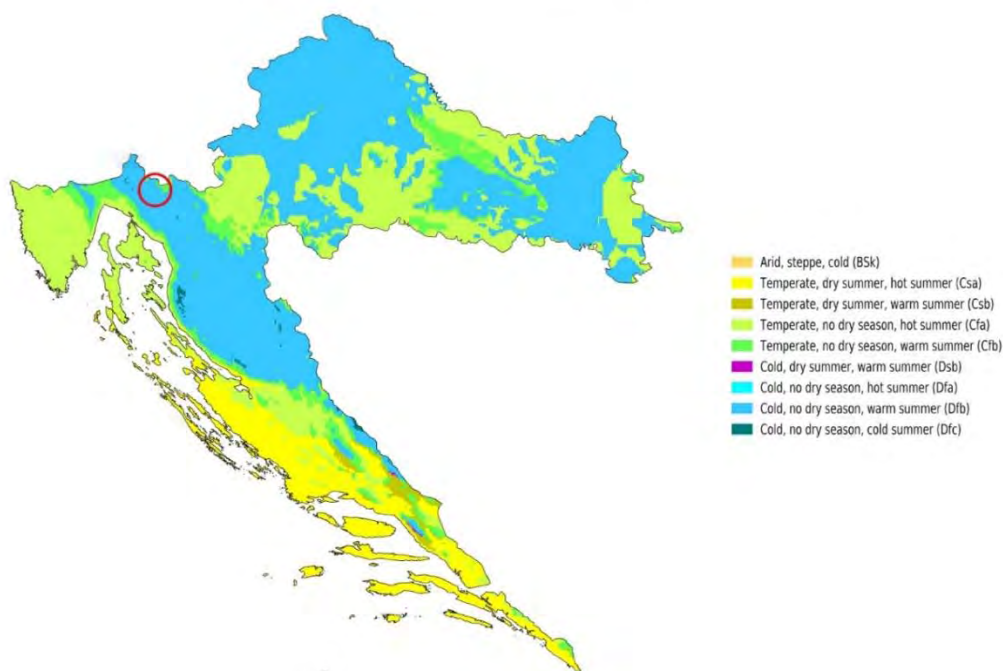 Arid, steppe, cold (BSk)
Temperate, dry summer, hot summer (Csa)
Temperate, dry summer, warm summer (Csb)
Temperate, no dry season, hot summer (Cfa)
Temperate, no dry season, warm summer (Cfb)
Cold, dry summer, warm summer (Dsb)
Cold, no dry season, hot summer (Dfa)
Cold, no dry season, warm summer (Dfb)
Cold, no dry season, cold summer (Dfc)